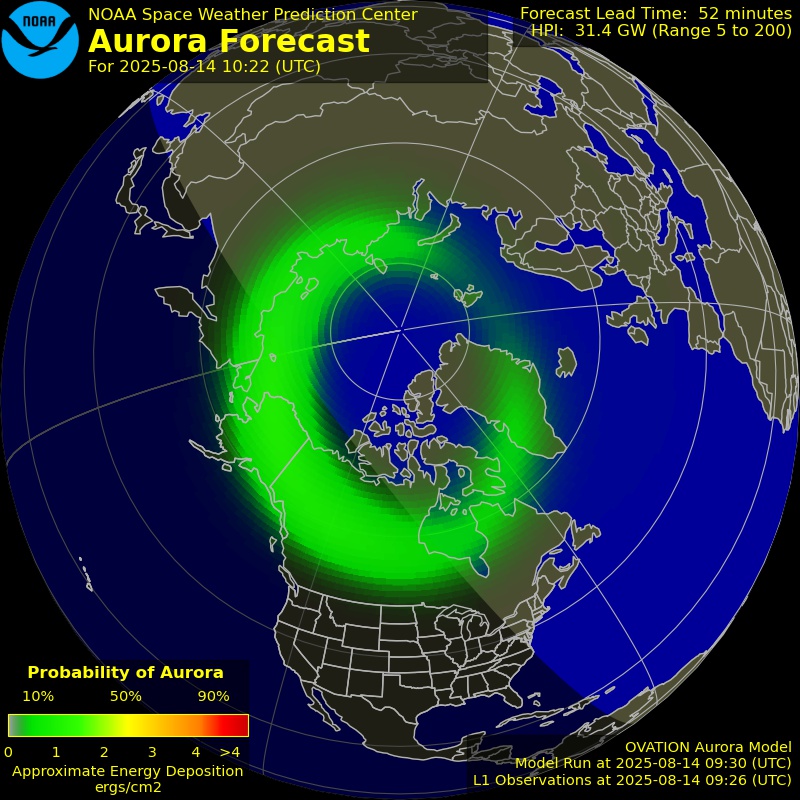 NOAA
NOAA Space Weather Prediction Center
Aurora Forecast
For 2025-08-14 10:22 (UTC)
Forecast Lead Time: 52 minutes
HPI: 31.4 GW (Range 5 to 200)
Probability of Aurora
10% 50% 90%
0 1 2 3 4 >4
Approximate Energy Deposition
ergs/cm2
OVATION Aurora Model
Model Run at 2025-08-14 09:30 (UTC)
L1 Observations at 2025-08-14 09:26 (UTC)